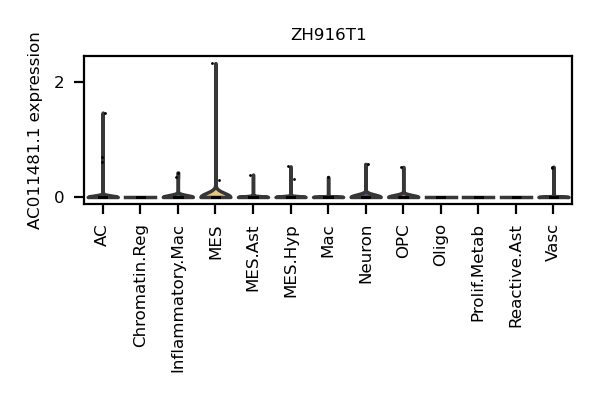 ZH916T1
AC011481.1 expression
2
0
AC
Chromatin.Reg
Inflammatory.Mac
MES
MES.Ast
MES.Hyp
Mac
Neuron
OPC
Oligo
Prolif.Metab
Reactive.Ast
Vasc